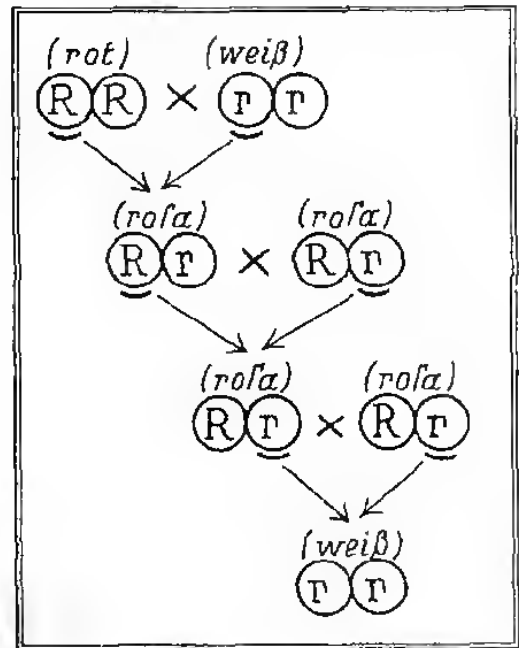 (rot) (weiß)
R R × r r
(roſa) (roſa)
R r × R r
(roſa) (roſa)
R r × R r
(weiß)
r r